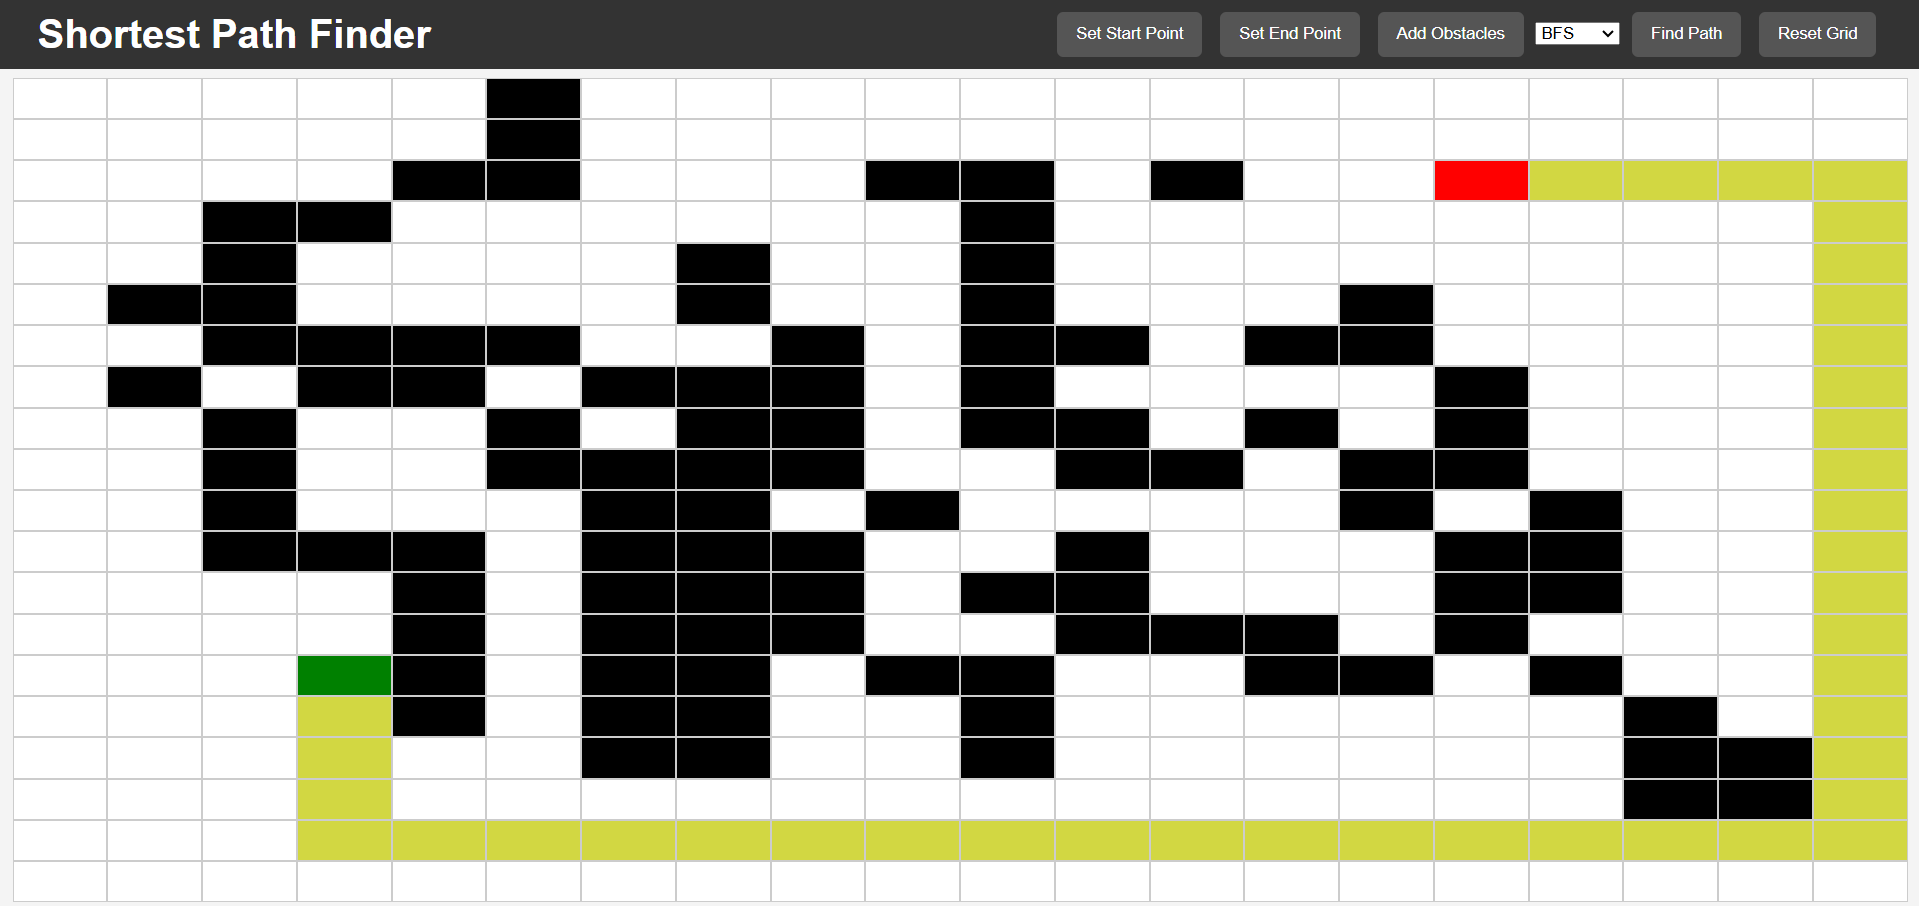 Shortest Path Finder
Set Start Point
Set End Point
Add Obstacles
BFS
Find Path
Reset Grid